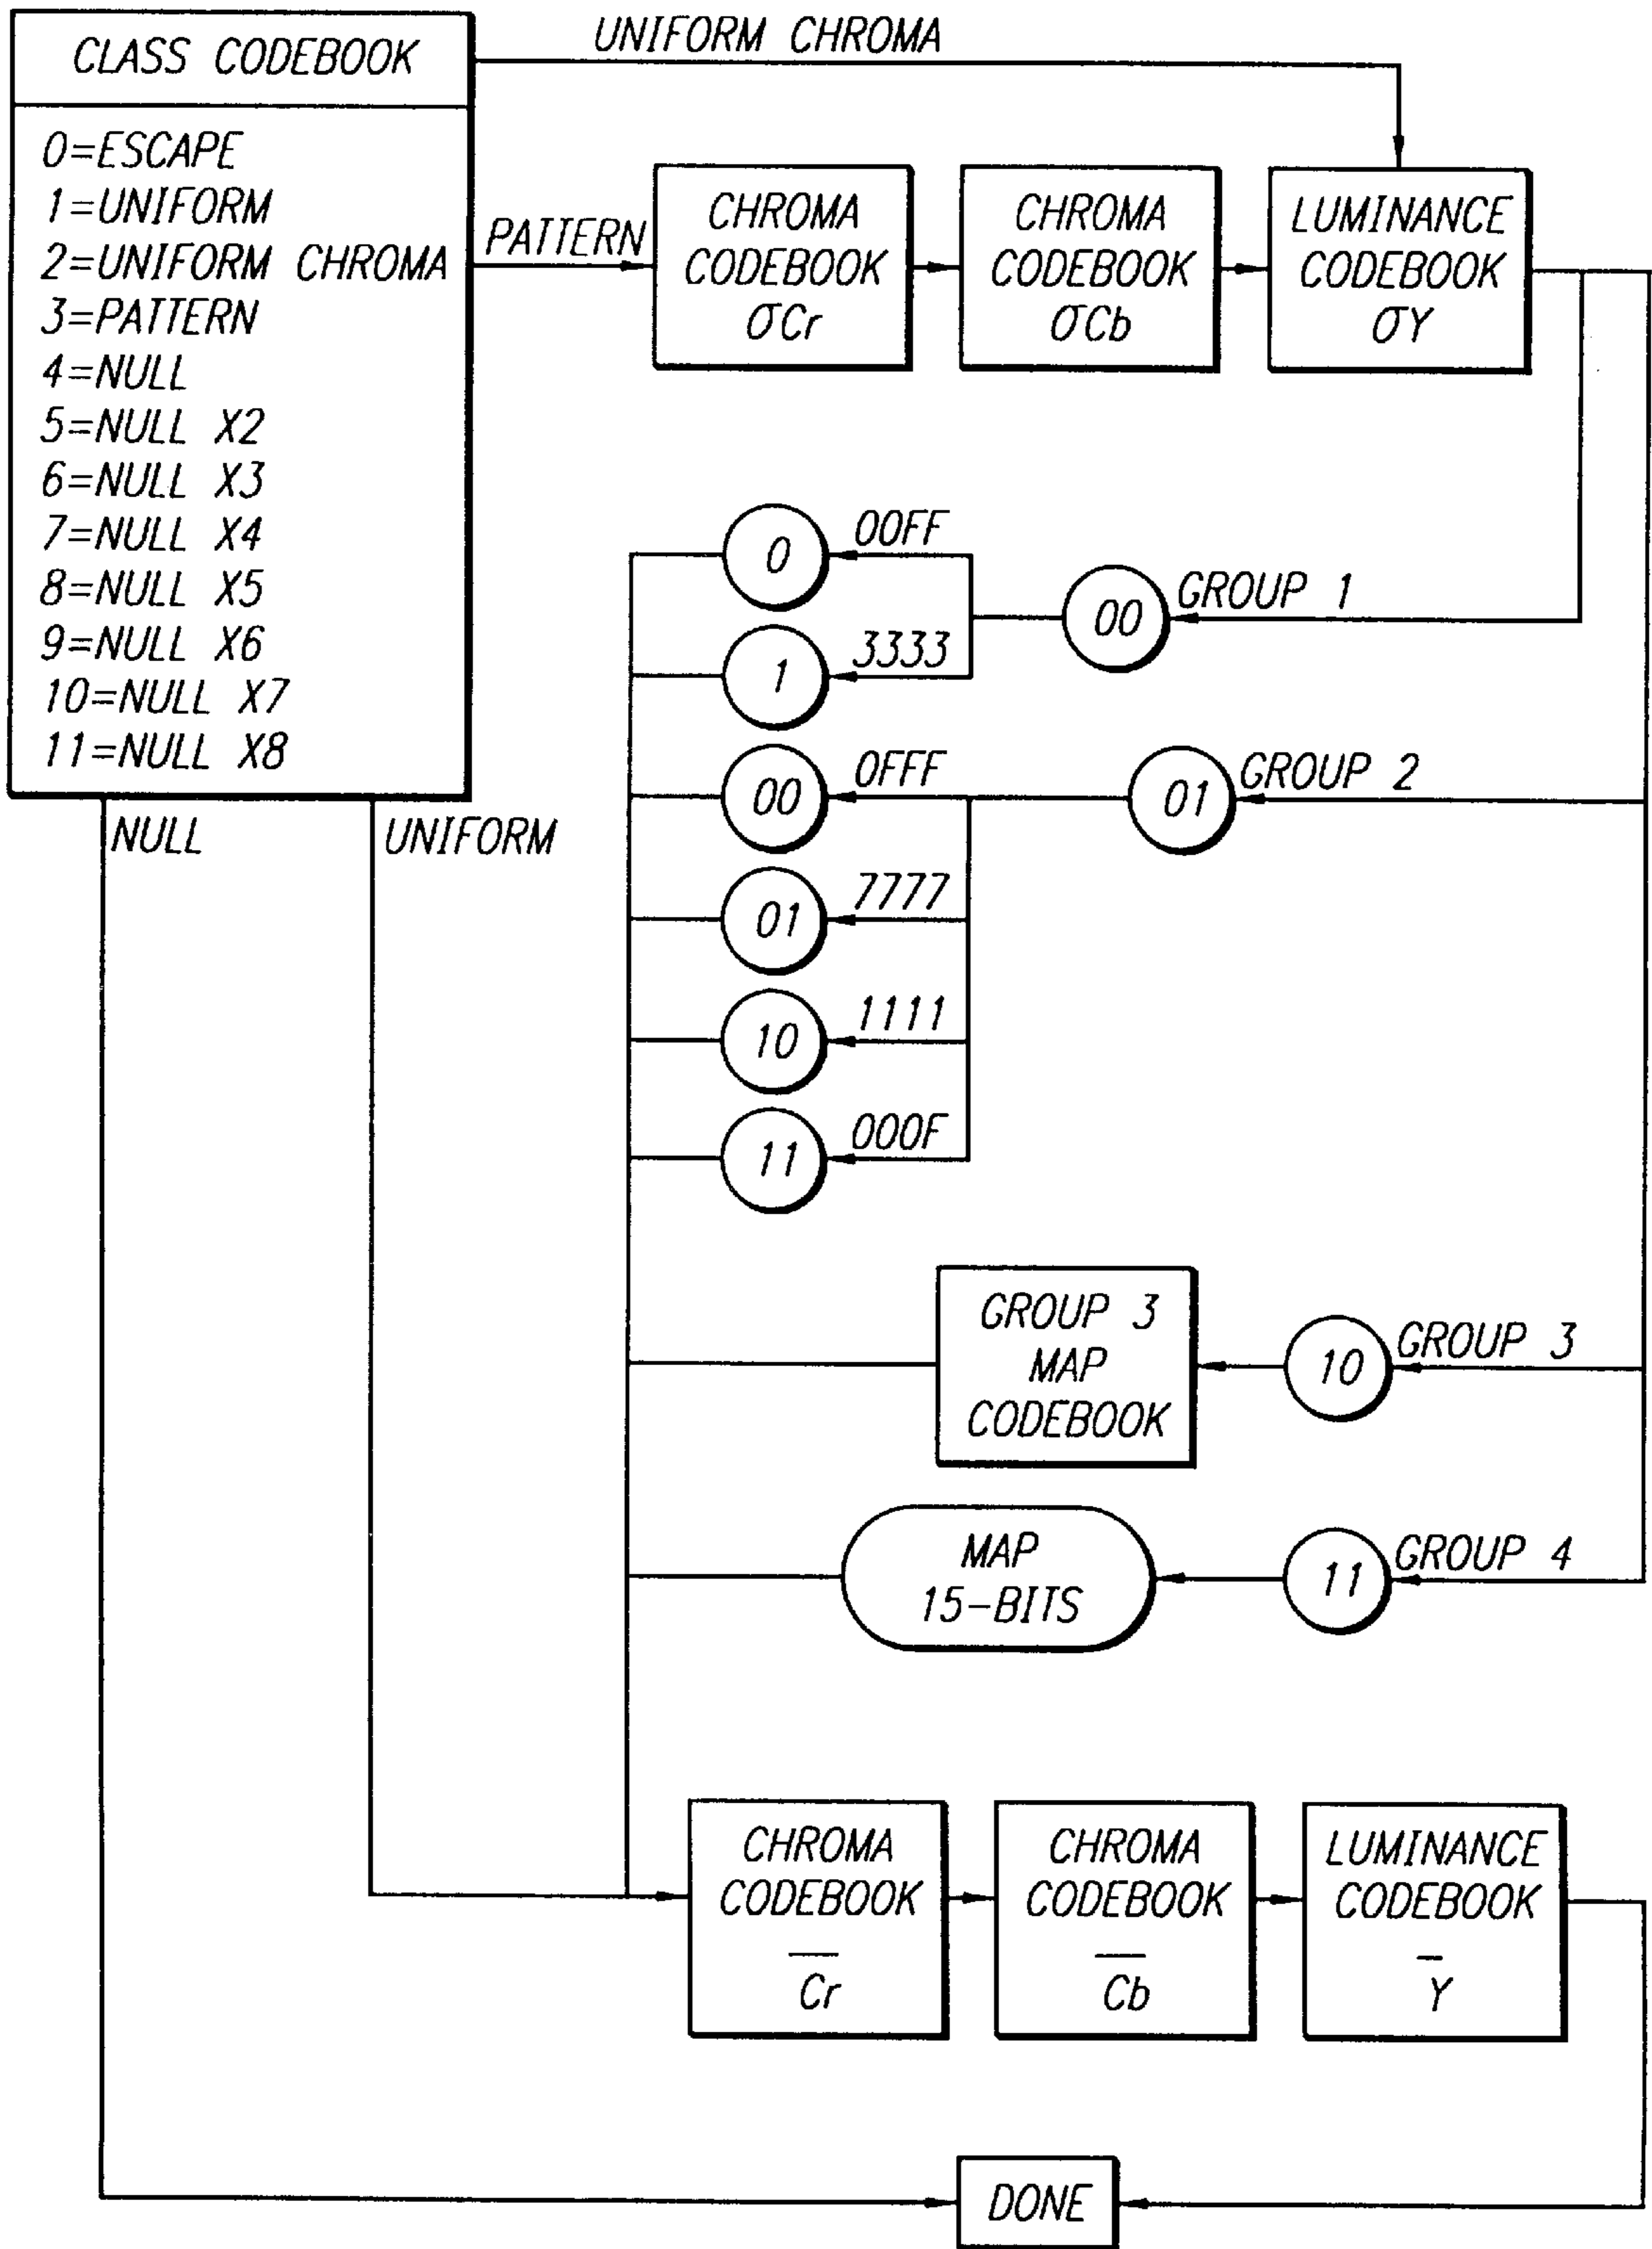 CLASS CODEBOOK
0=ESCAPE
1=UNIFORM
2=UNIFORM CHROMA
3=PATTERN
4=NULL
5=NULL X2
6=NULL X3
7=NULL X4
8=NULL X5
9=NULL X6
10=NULL X7
11=NULL X8
UNIFORM CHROMA
PATTERN
CHROMA
CODEBOOK
σCr
CHROMA
CODEBOOK
σCb
LUMINANCE
CODEBOOK
σY
0
00FF
1
3333
00
GROUP 1
00
0FFF
01
7777
10
1111
11
000F
01
GROUP 2
GROUP 3
MAP
CODEBOOK
10
GROUP 3
MAP
15-BITS
11
GROUP 4
NULL
UNIFORM
CHROMA
CODEBOOK
C̅r̅
CHROMA
CODEBOOK
C̅b̅
LUMINANCE
CODEBOOK
Y̅
DONE